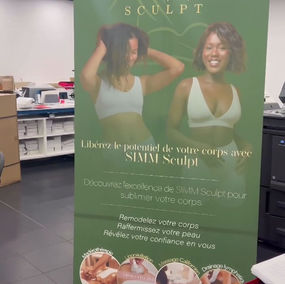 SCULPT
Libérez le potentiel de votre corps avec
SIMM Sculpt
Découvrez l'excellence de SIMM Sculpt pour
sublimer votre corps.
Remodelez votre corps
Raffermissez votre peau
Révélez votre confiance en vous
Drainage